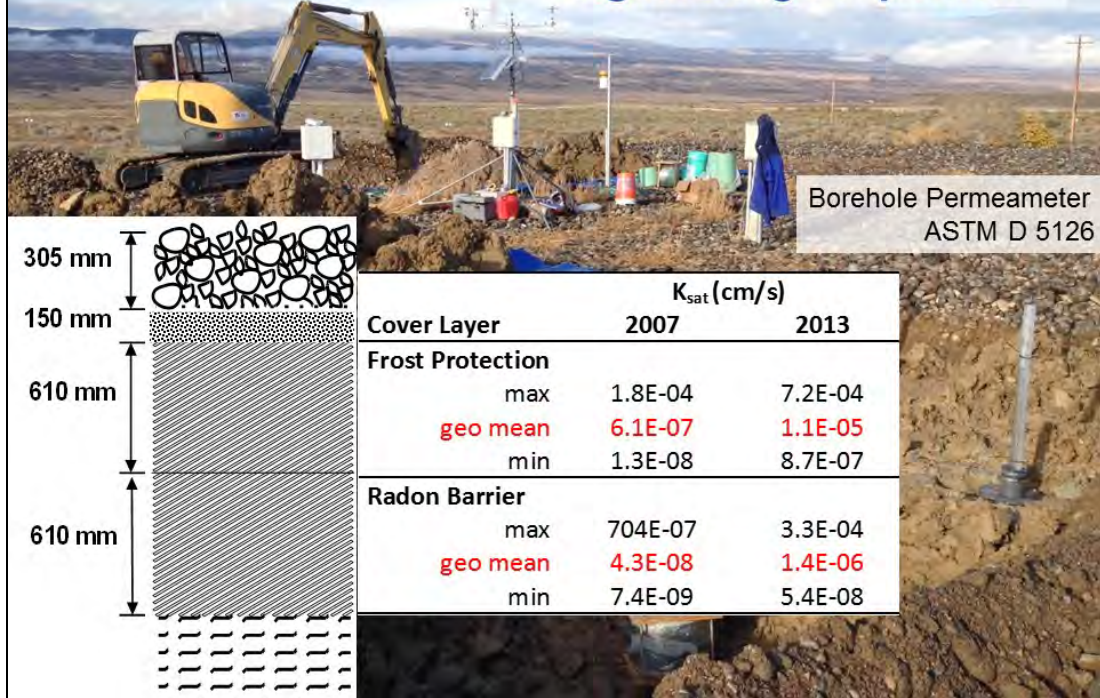 Borehole Permeameter
ASTM D 5126
305 mm
150 mm
610 mm
610 mm
Ksat (cm/s)
Cover Layer 2007 2013
Frost Protection
max 1.8E-04 7.2E-04
geo mean 6.1E-07 1.1E-05
min 1.3E-08 8.7E-07
Radon Barrier
max 704E-07 3.3E-04
geo mean 4.3E-08 1.4E-06
min 7.4E-09 5.4E-08